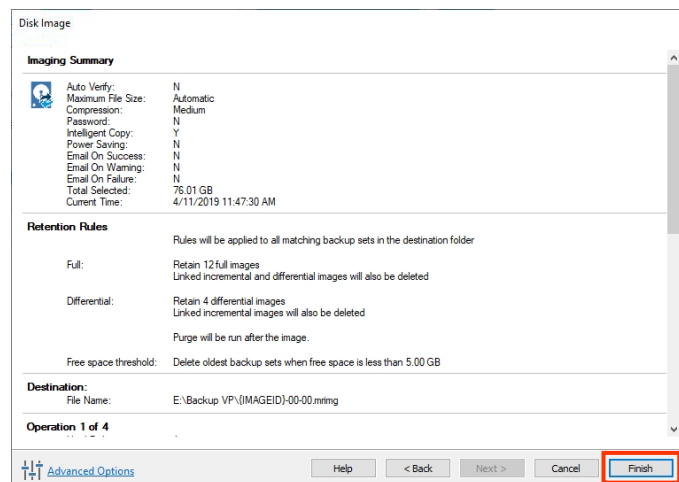 Disk Image
Imaging Summary
Auto Verify: N
Maximum File Size: Automatic
Compression: Medium
Password: N
Intelligent Copy: Y
Power Saving: N
Email On Success: N
Email On Warning: N
Email On Failure: N
Total Selected: 76.01 GB
Current Time: 4/11/2019 11:47:30 AM
Retention Rules
Rules will be applied to all matching backup sets in the destination folder
Full: Retain 12 full images
Linked incremental and differential images will also be deleted
Differential: Retain 4 differential images
Linked incremental images will also be deleted
Purge will be run after the image.
Free space threshold: Delete oldest backup sets when free space is less than 5.00 GB
Destination:
File Name: E:\Backup VP\{IMAGEID}-00-00.mrimg
Operation 1 of 4
Advanced Options Help < Back Next > Cancel Finish